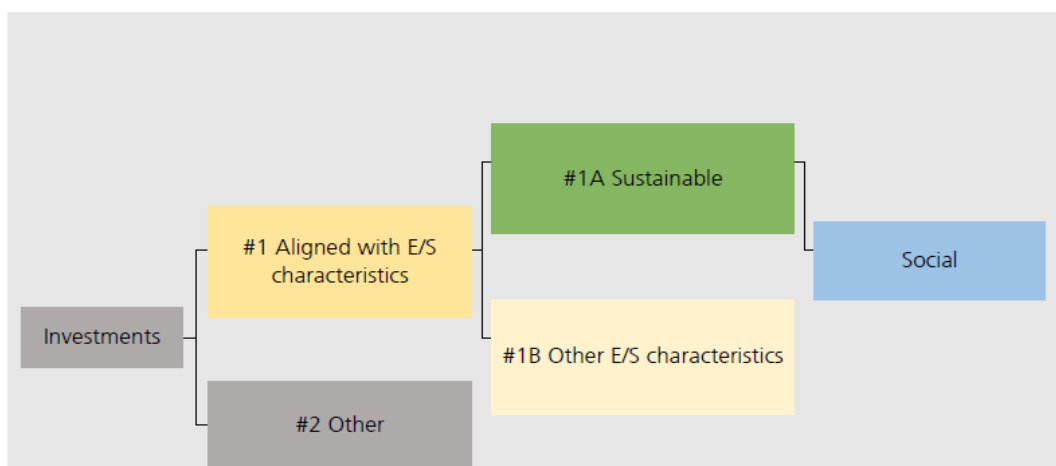 #1A Sustainable
#1 Aligned with E/S
characteristics
Social
Investments
#1B Other E/S characteristics
#2 Other